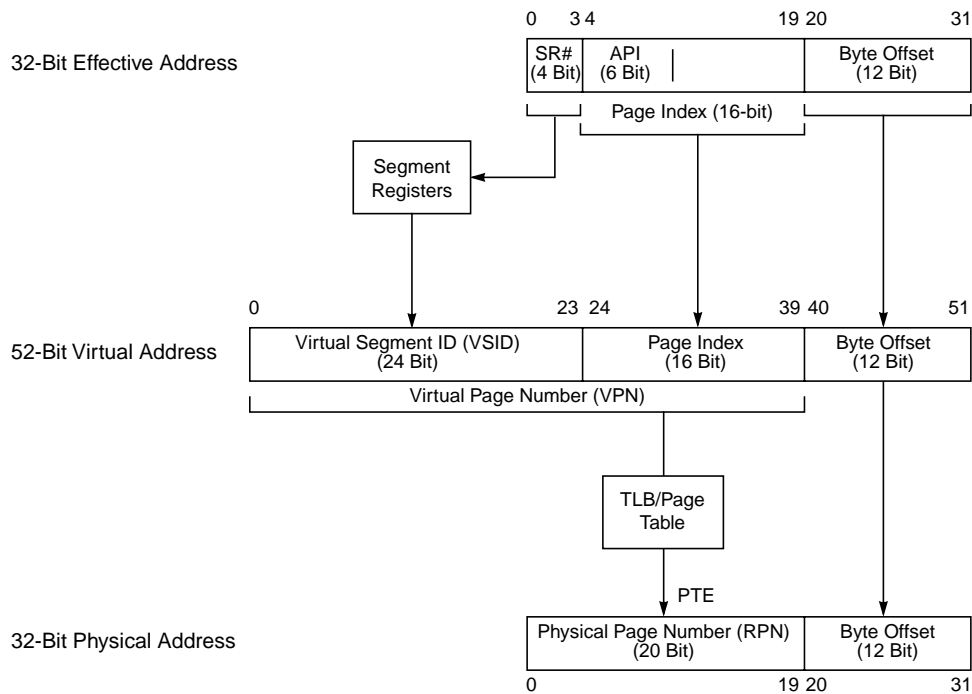 0 3 4 19 20 31
32-Bit Effective Address
SR# API Byte Offset
(4 Bit) (6 Bit) (12 Bit)
Page Index (16-bit)
Segment
Registers
0 23 24 39 40 51
52-Bit Virtual Address
Virtual Segment ID (VSID) Page Index Byte Offset
(24 Bit) (16 Bit) (12 Bit)
Virtual Page Number (VPN)
TLB/Page
Table
PTE
32-Bit Physical Address
Physical Page Number (RPN) Byte Offset
(20 Bit) (12 Bit)
0 19 20 31